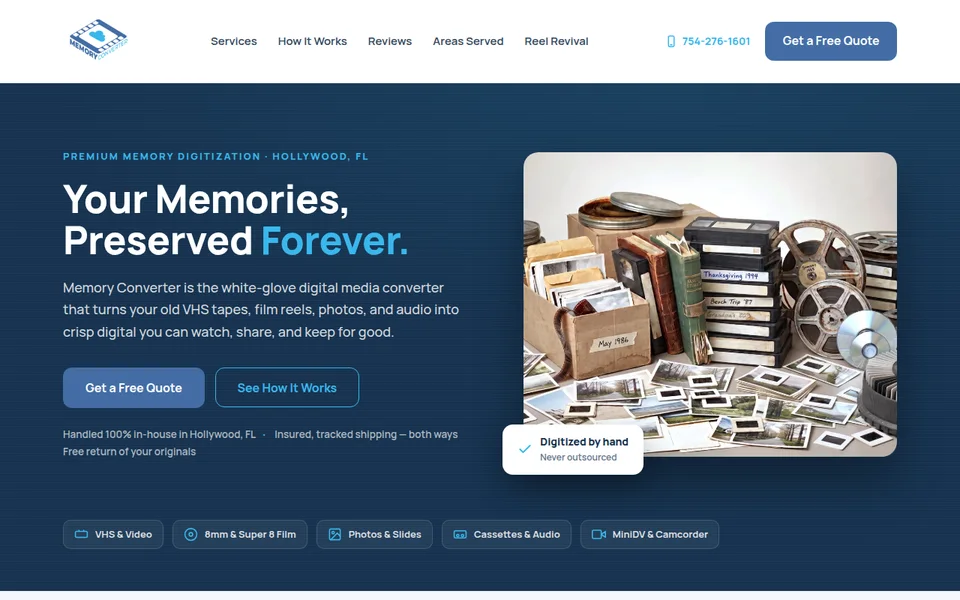 MEMORY CONVERTER
Services
How It Works
Reviews
Areas Served
Reel Revival
754-276-1601
Get a Free Quote
PREMIUM MEMORY DIGITIZATION · HOLLYWOOD, FL
Your Memories,
Preserved Forever.
Memory Converter is the white-glove digital media converter
that turns your old VHS tapes, film reels, photos, and audio into
crisp digital you can watch, share, and keep for good.
Get a Free Quote
See How It Works
Handled 100% in-house in Hollywood, FL · Insured, tracked shipping — both ways
Free return of your originals
Thanksgiving 1994
Beach Trip '87
May 1986
Digitized by hand
Never outsourced
VHS & Video
8mm & Super 8 Film
Photos & Slides
Cassettes & Audio
MiniDV & Camcorder